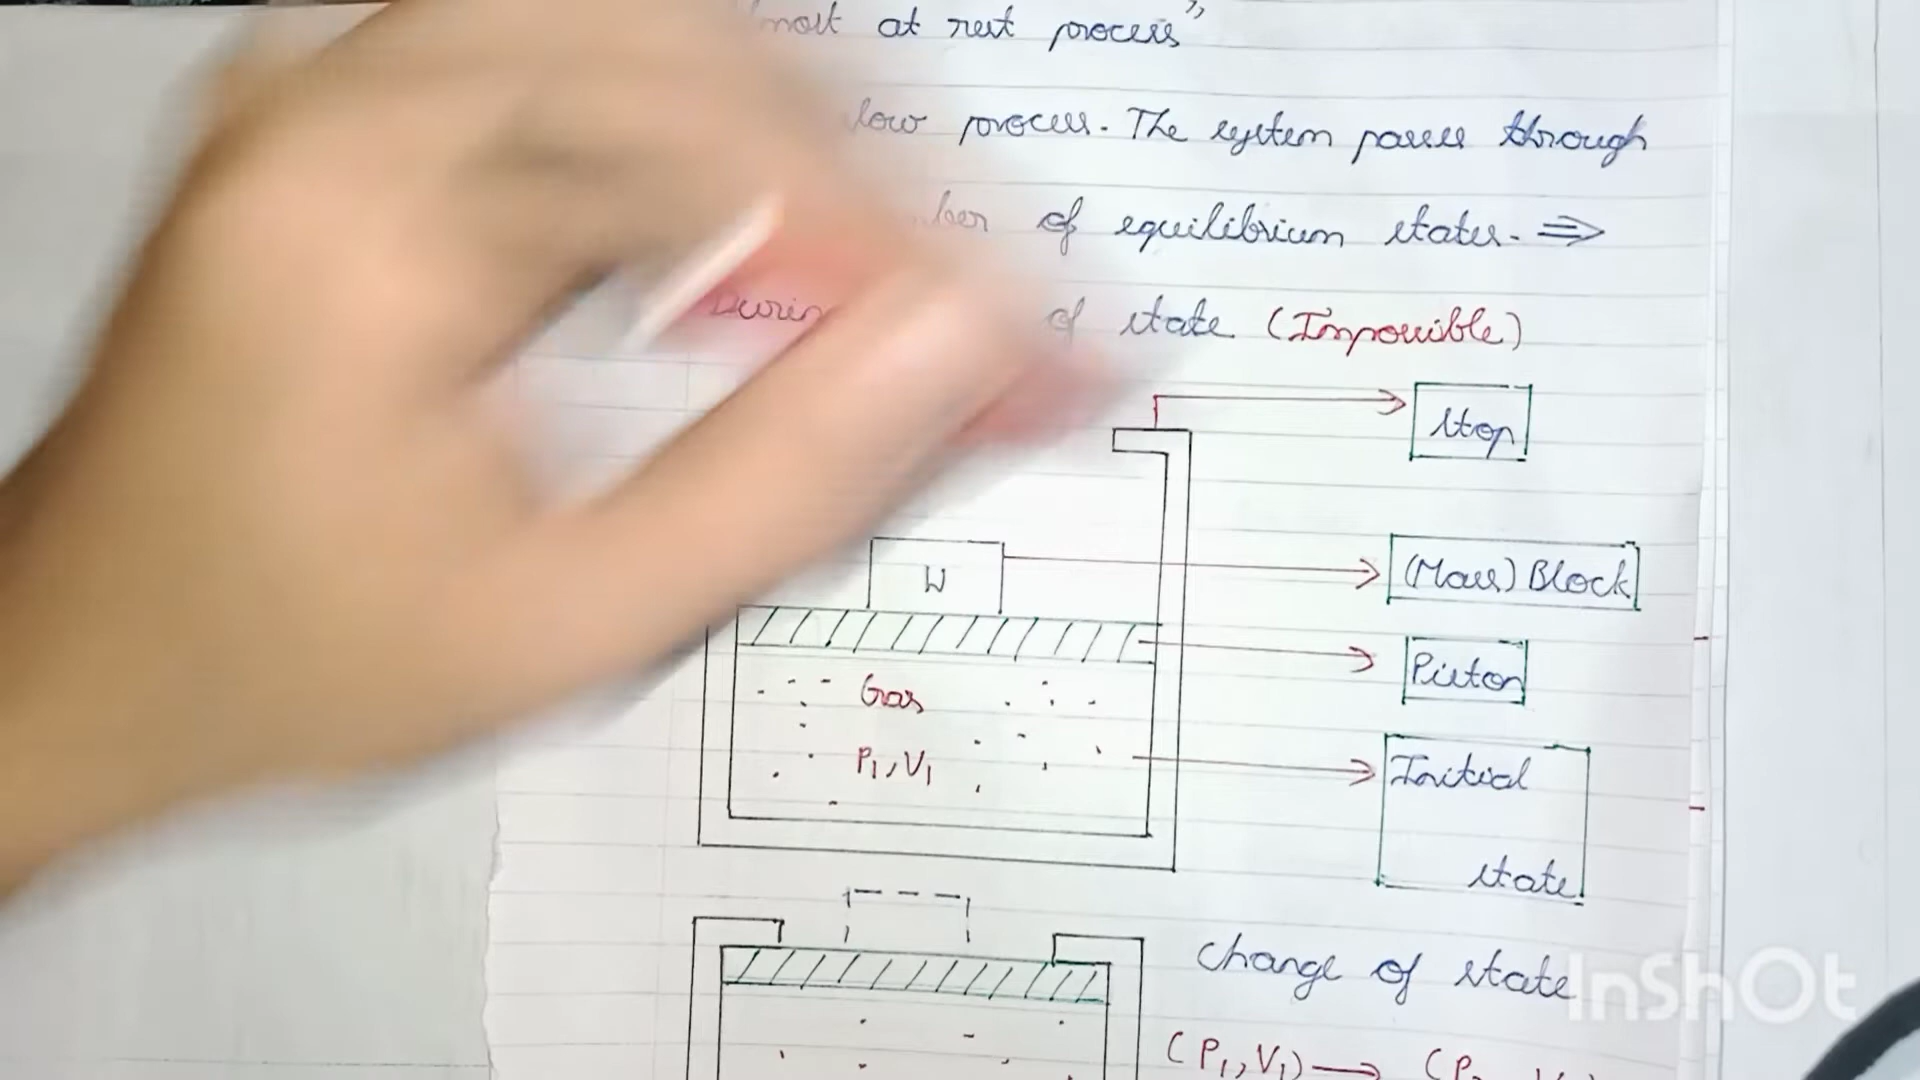 at rest process"
process. The system passes through
of equilibrium states. ⇒
of state (Impossible)
Stop
W
(Mass) Block
Piston
Gas
P1, V1
Initial
state
Change of state
(P1, V1) →
InShOt